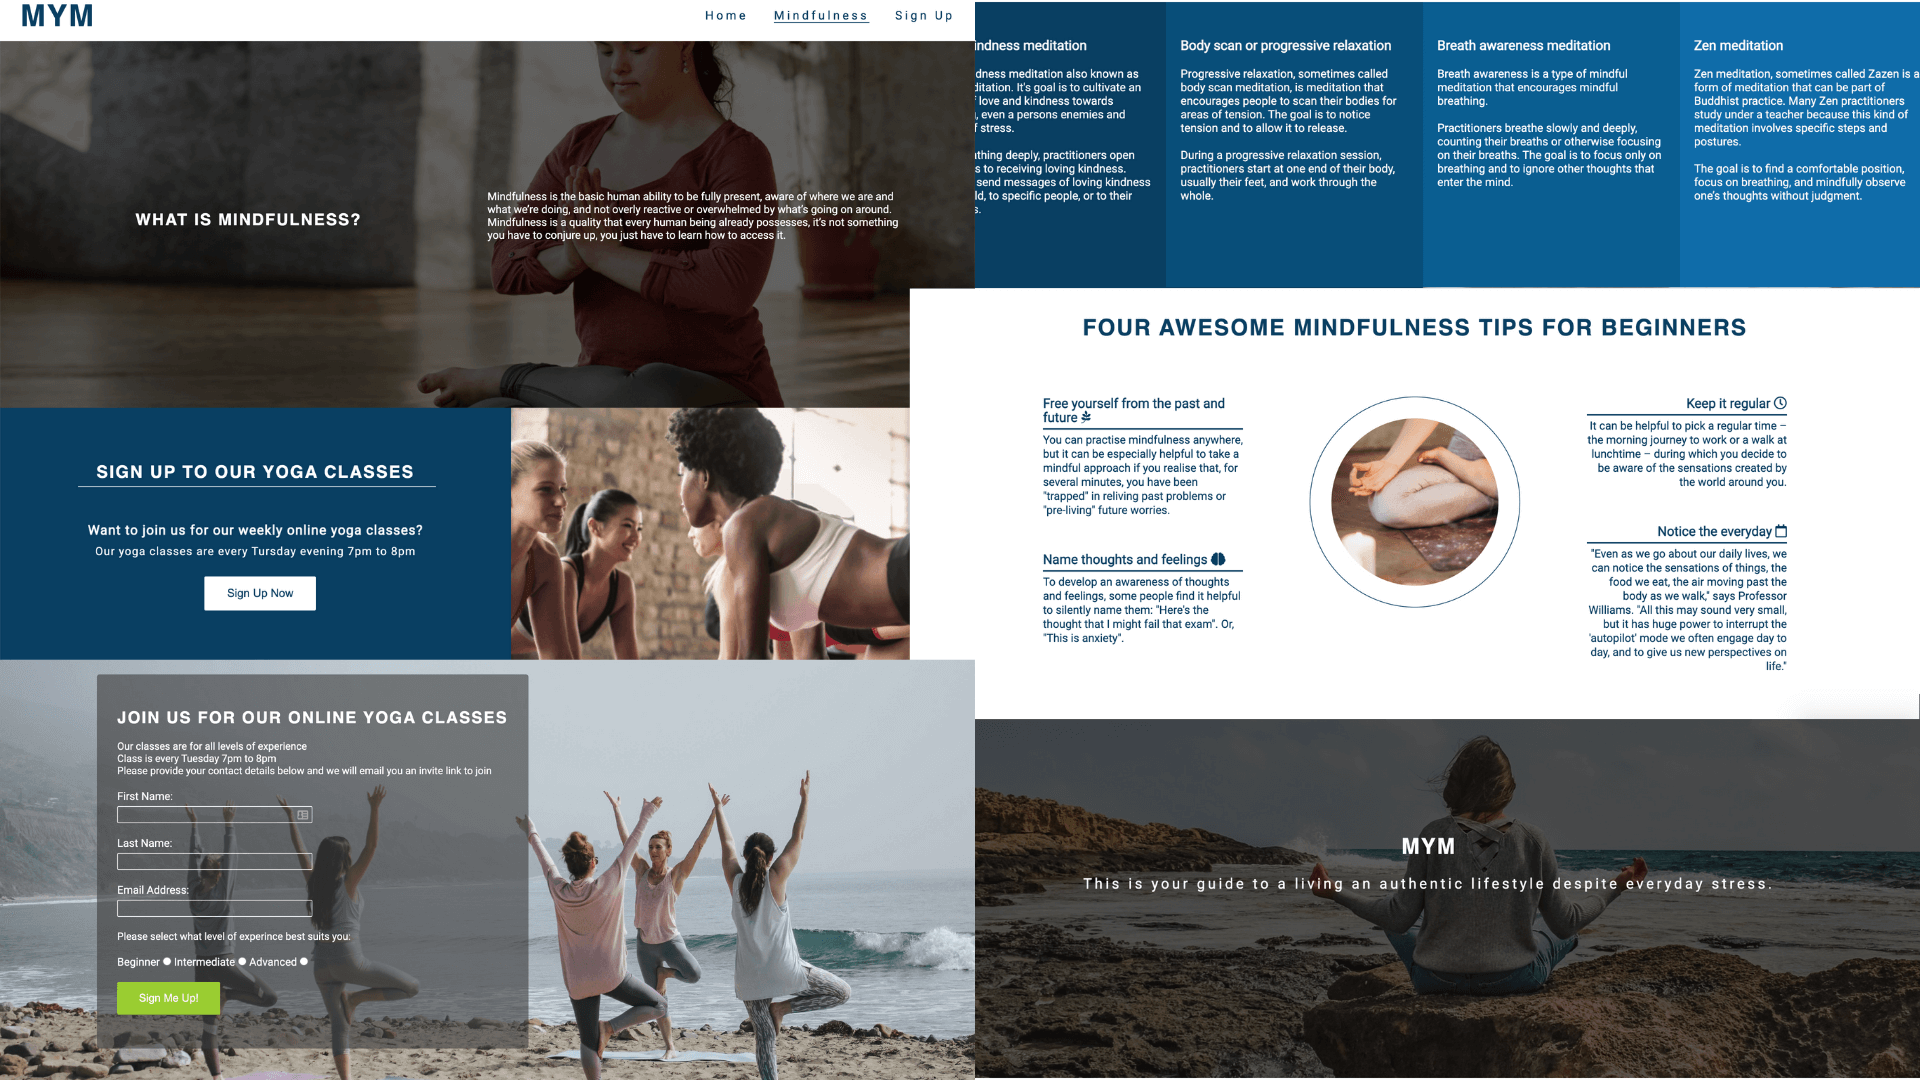 MYM
Home
Mindfulness
Sign Up
WHAT IS MINDFULNESS?
Mindfulness is the basic human ability to be fully present, aware of where we are and
what we're doing, and not overly reactive or overwhelmed by what's going on around.
Mindfulness is a quality that every human being already possesses, it's not something
you have to conjure up, you just have to learn how to access it.
SIGN UP TO OUR YOGA CLASSES
Want to join us for our weekly online yoga classes?
Our yoga classes are every Tursday evening 7pm to 8pm
Sign Up Now
JOIN US FOR OUR ONLINE YOGA CLASSES
Our classes are for all levels of experience
Class is every Tuesday 7pm to 8pm
Please provide your contact details below and we will email you an invite link to join
First Name:
Last Name:
Email Address:
Please select what level of experince best suits you:
Beginner Intermediate Advanced
Sign Me Up!
indness meditation
dness meditation also known as
ditation. It's goal is to cultivate an
love and kindness towards
, even a persons enemies and
f stress.
athing deeply, practitioners open
s to receiving loving kindness.
send messages of loving kindness
ld, to specific people, or to their
s.
Body scan or progressive relaxation
Progressive relaxation, sometimes called
body scan meditation, is meditation that
encourages people to scan their bodies for
areas of tension. The goal is to notice
tension and to allow it to release.
During a progressive relaxation session,
practitioners start at one end of their body,
usually their feet, and work through the
whole.
Breath awareness meditation
Breath awareness is a type of mindful
meditation that encourages mindful
breathing.
Practitioners breathe slowly and deeply,
counting their breaths or otherwise focusing
on their breaths. The goal is to focus only on
breathing and to ignore other thoughts that
enter the mind.
Zen meditation
Zen meditation, sometimes called Zazen is a
form of meditation that can be part of
Buddhist practice. Many Zen practitioners
study under a teacher because this kind of
meditation involves specific steps and
postures.
The goal is to find a comfortable position,
focus on breathing, and mindfully observe
one's thoughts without judgment.
FOUR AWESOME MINDFULNESS TIPS FOR BEGINNERS
Free yourself from the past and
future
You can practise mindfulness anywhere,
but it can be especially helpful to take a
mindful approach if you realise that, for
several minutes, you have been
"trapped" in reliving past problems or
"pre-living" future worries.
Name thoughts and feelings
To develop an awareness of thoughts
and feelings, some people find it helpful
to silently name them: "Here's the
thought that I might fail that exam". Or,
"This is anxiety".
Keep it regular
It can be helpful to pick a regular time –
the morning journey to work or a walk at
lunchtime – during which you decide to
be aware of the sensations created by
the world around you.
Notice the everyday
"Even as we go about our daily lives, we
can notice the sensations of things, the
food we eat, the air moving past the
body as we walk," says Professor
Williams. "All this may sound very small,
but it has huge power to interrupt the
'autopilot' mode we often engage day to
day, and to give us new perspectives on
life."
MYM
This is your guide to a living an authentic lifestyle despite everyday stress.